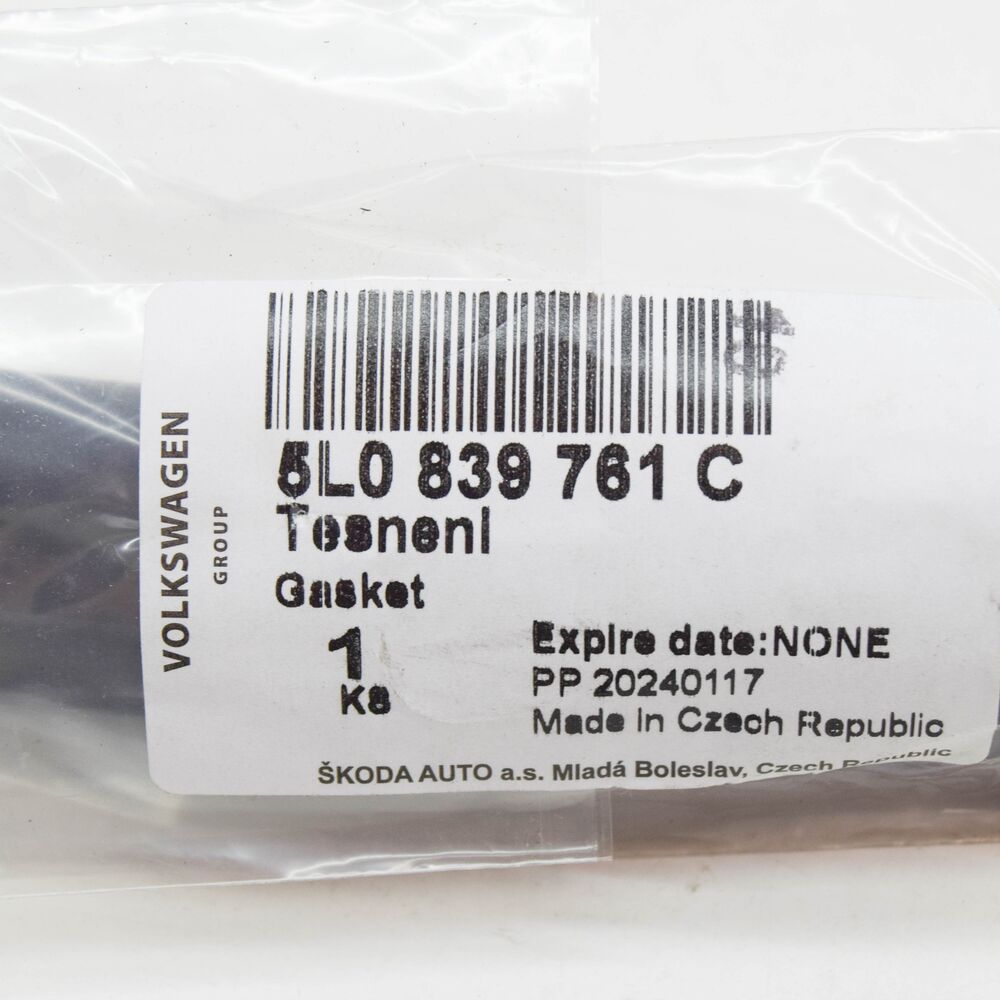 VOLKSWAGEN
GROUP
5L0 839 761 C
Tesneni
Gasket
1
Ks
Expire date:NONE
PP 20240117
Made in Czech Republic
ŠKODA AUTO a.s. Mladá Boleslav, Czech Republic